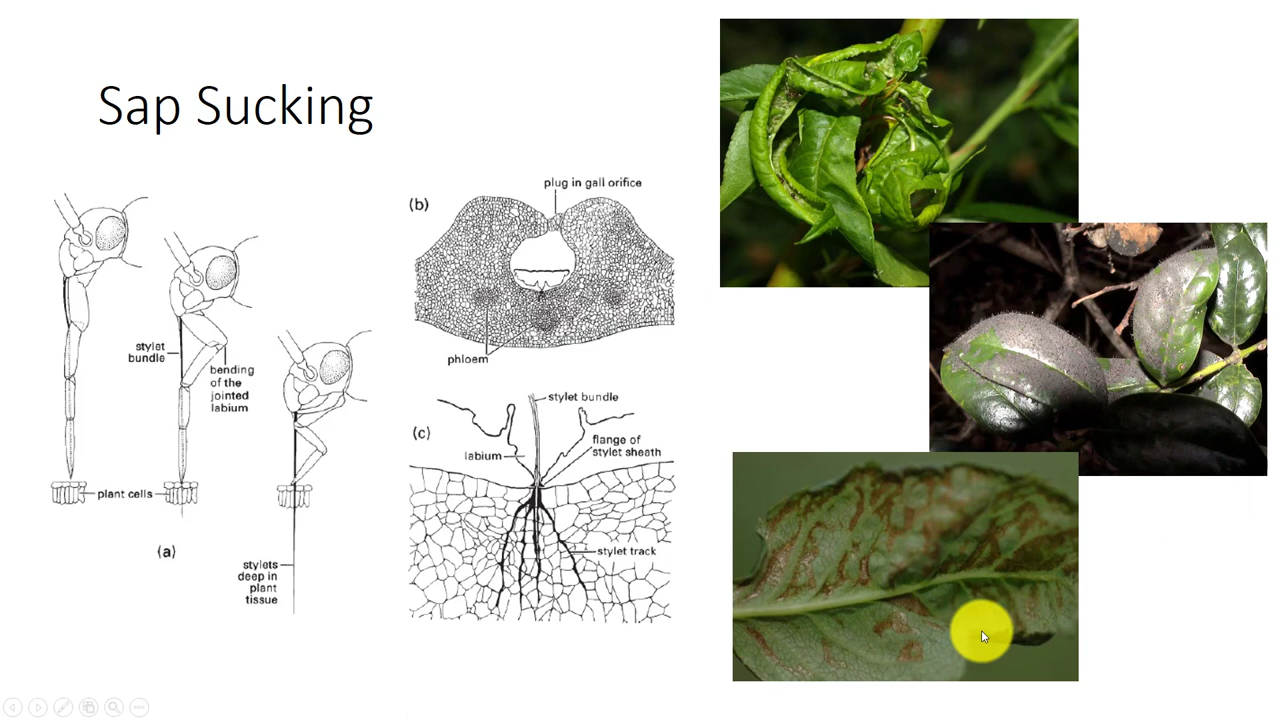 Sap Sucking
stylet
bundle
bending
of the
jointed
labium
plant cells
stylets
deep in
plant
tissue
(a)
(b)
plug in gall orifice
phloem
(c)
stylet bundle
labium
flange of
stylet sheath
stylet track